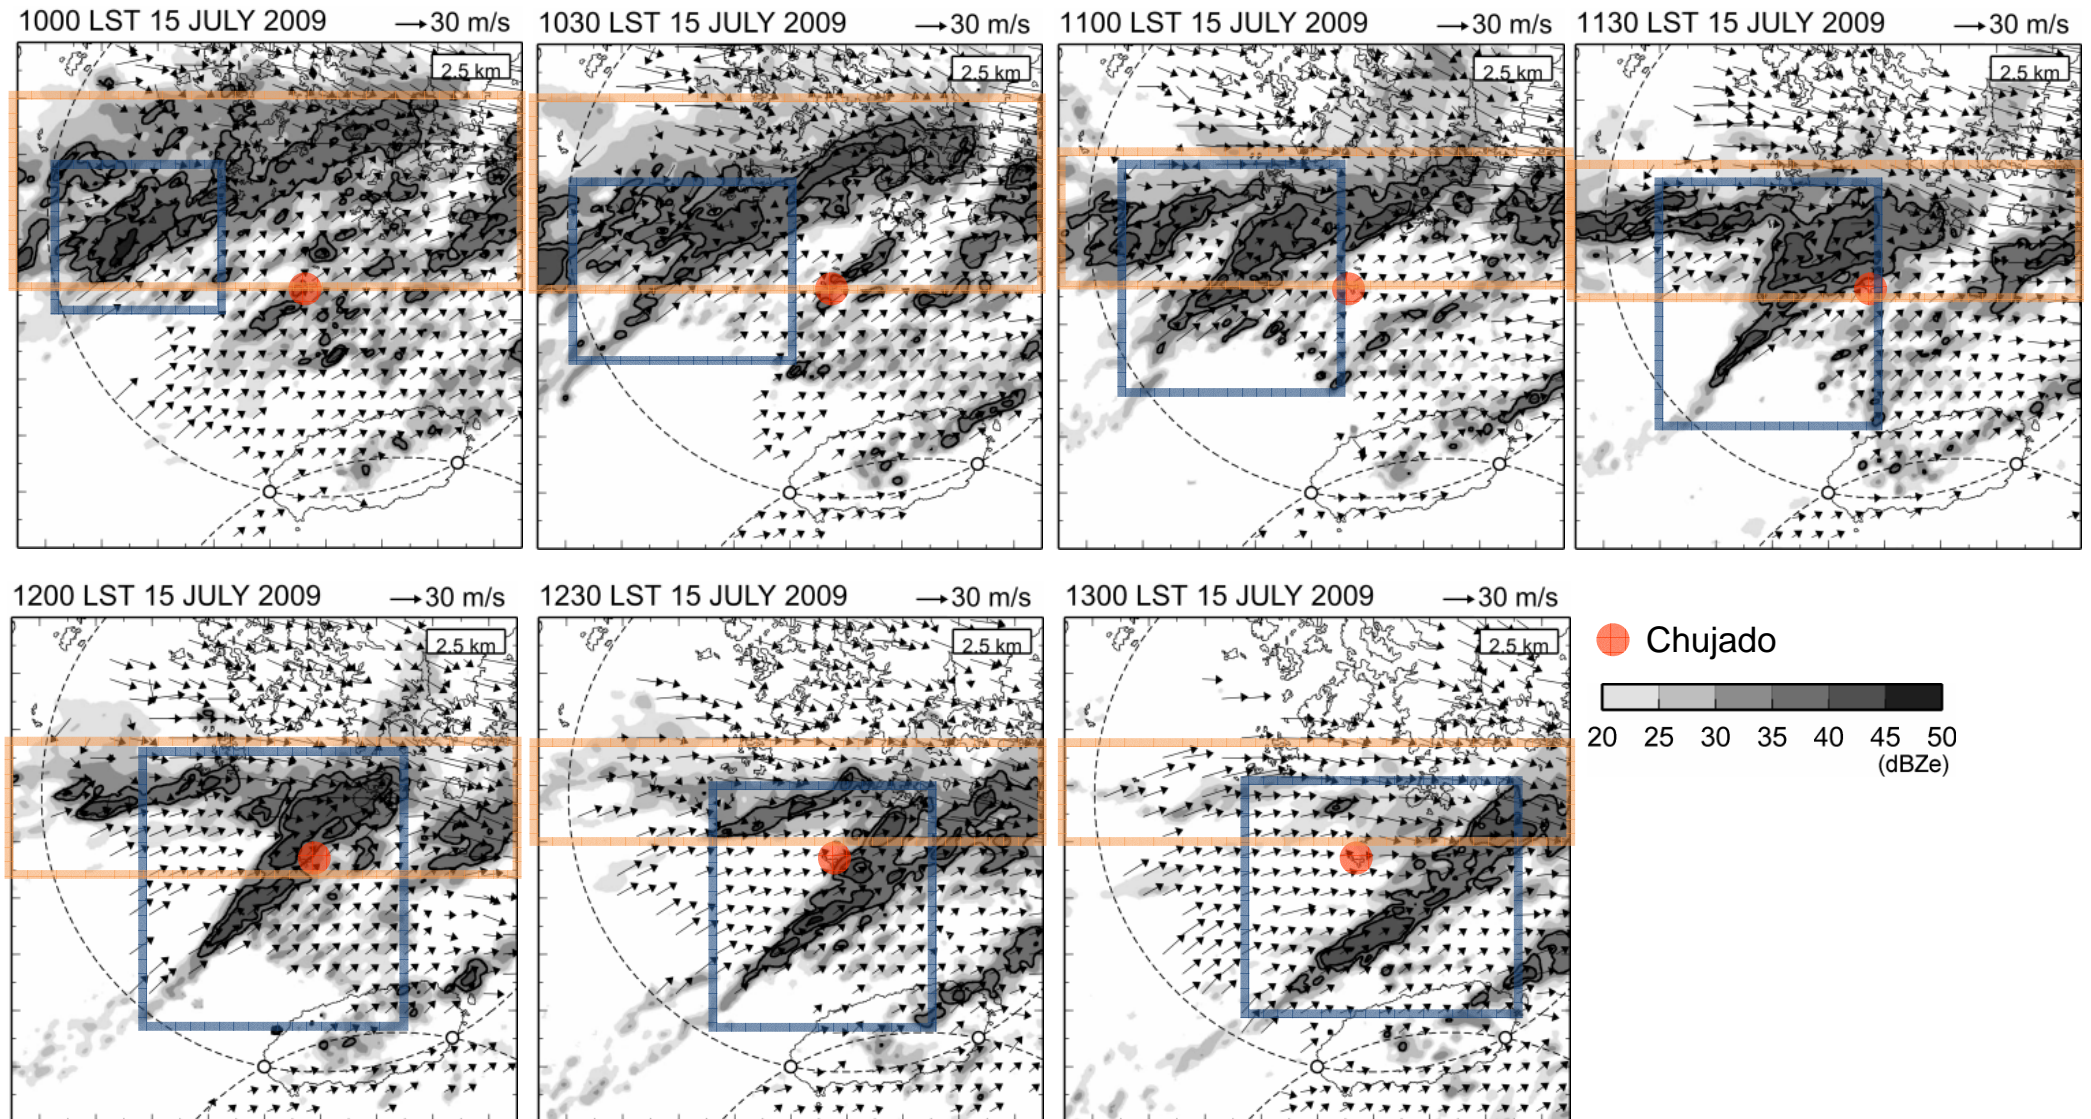 1000 LST 15 JULY 2009 30 m/s
2.5 km
1030 LST 15 JULY 2009 30 m/s
2.5 km
1100 LST 15 JULY 2009 30 m/s
2.5 km
1130 LST 15 JULY 2009 30 m/s
2.5 km
1200 LST 15 JULY 2009 30 m/s
2.5 km
1230 LST 15 JULY 2009 30 m/s
2.5 km
1300 LST 15 JULY 2009 30 m/s
2.5 km
Chujado
20 25 30 35 40 45 50
(dBZe)